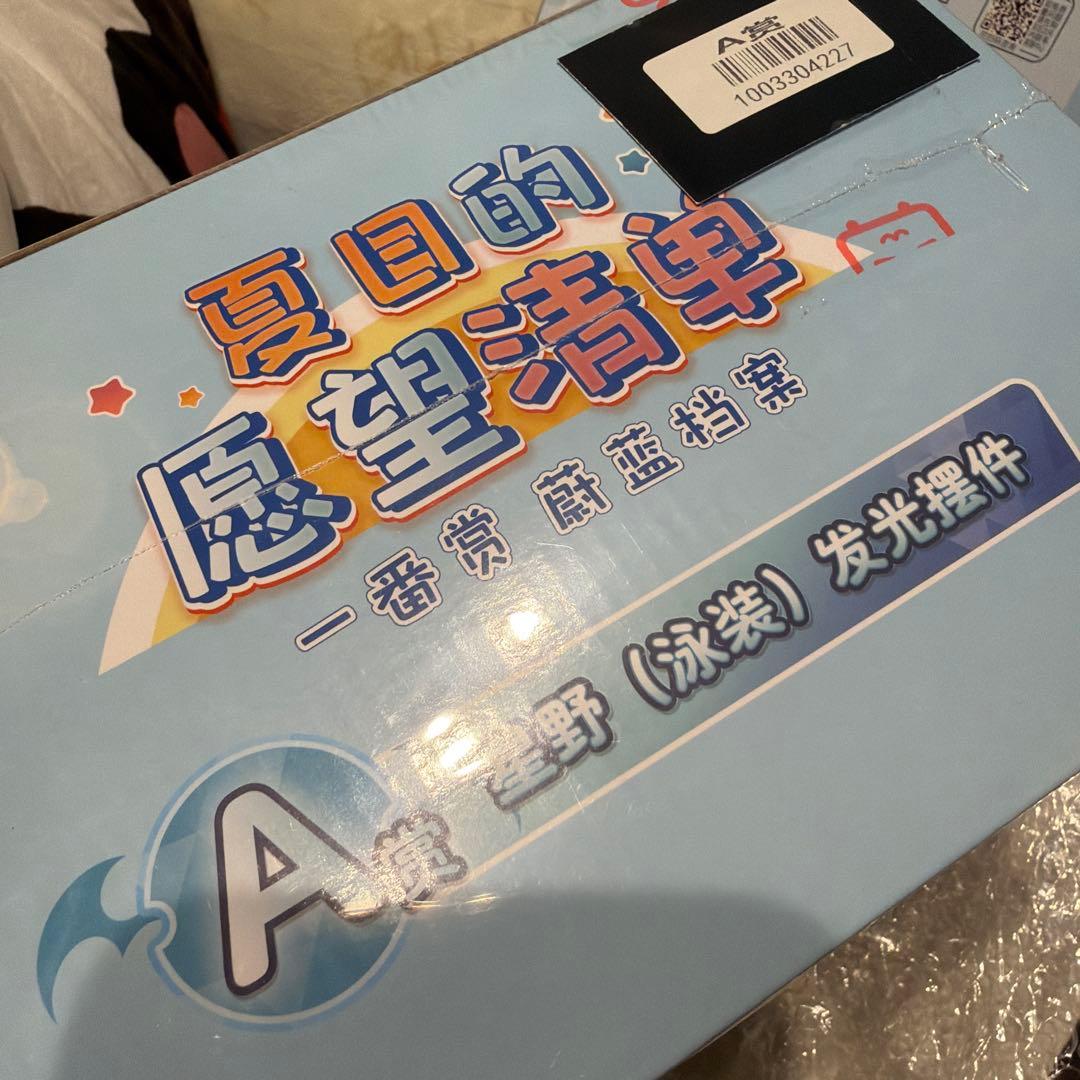 A赏
1003304227
夏日的
愿望清单
一番赏 蔚蓝档案
A赏 星野（泳装）发光摆件